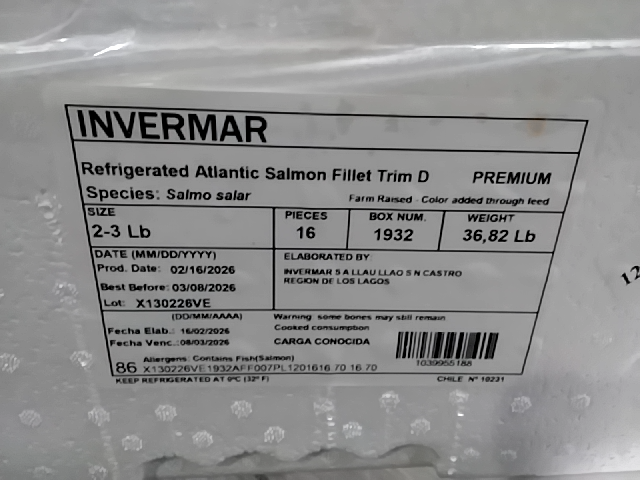 INVERMAR
Refrigerated Atlantic Salmon Fillet Trim D PREMIUM
Species: Salmo salar Farm Raised - Color added through feed
SIZE PIECES BOX NUM. WEIGHT
2-3 Lb 16 1932 36,82 Lb
DATE (MM/DD/YYYY) ELABORATED BY:
Prod. Date: 02/16/2026 INVERMAR S A LLAU LLAO S N CASTRO
REGION DE LOS LAGOS
Best Before: 03/08/2026
Lot: X130226VE
(DD/MM/AAAA) Warning some bones may still remain
Fecha Elab.: 16/02/2026 Cooked consumption
Fecha Venc.: 08/03/2026 CARGA CONOCIDA
1039955188
Allergens: Contains Fish(Salmon)
86 X130226VE1932AFF007PL1201616.70 16.70
KEEP REFRIGERATED AT 0ºC (32º F) CHILE Nº 10231